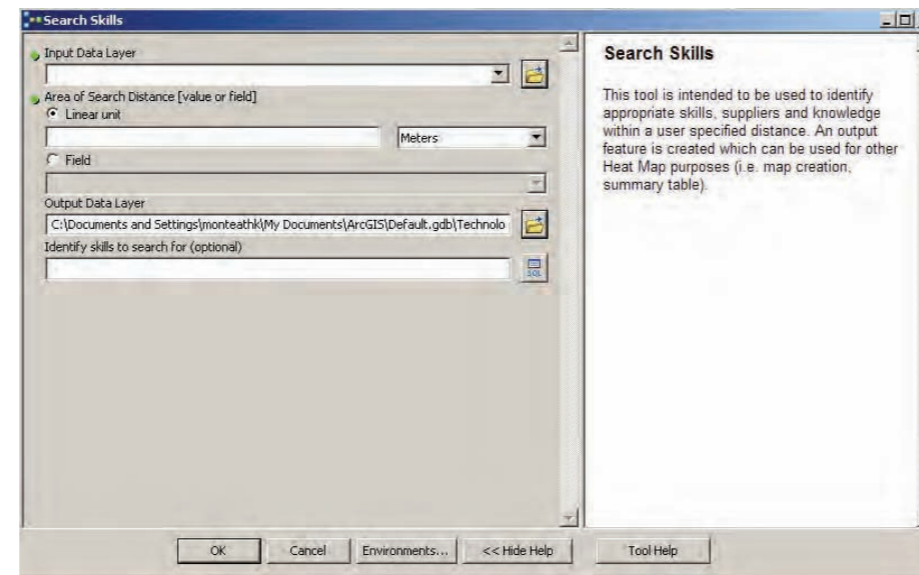 Search Skills
Input Data Layer
Area of Search Distance [value or field]
Linear unit
Meters
Field
Output Data Layer
C:\Documents and Settings\monteathk\My Documents\ArcGIS\Default.gdb\Technolo
Identify skills to search for (optional)
SQL
OK
Cancel
Environments...
<< Hide Help
Search Skills
This tool is intended to be used to identify
appropriate skills, suppliers and knowledge
within a user specified distance. An output
feature is created which can be used for other
Heat Map purposes (i.e. map creation,
summary table).
Tool Help